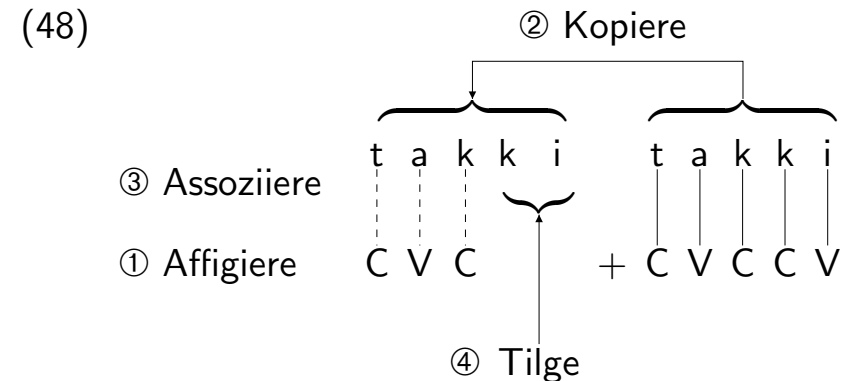 (48) ② Kopiere
t a k k i t a k k i
③ Assoziiere
① Affigiere C V C + C V C C V
④ Tilge